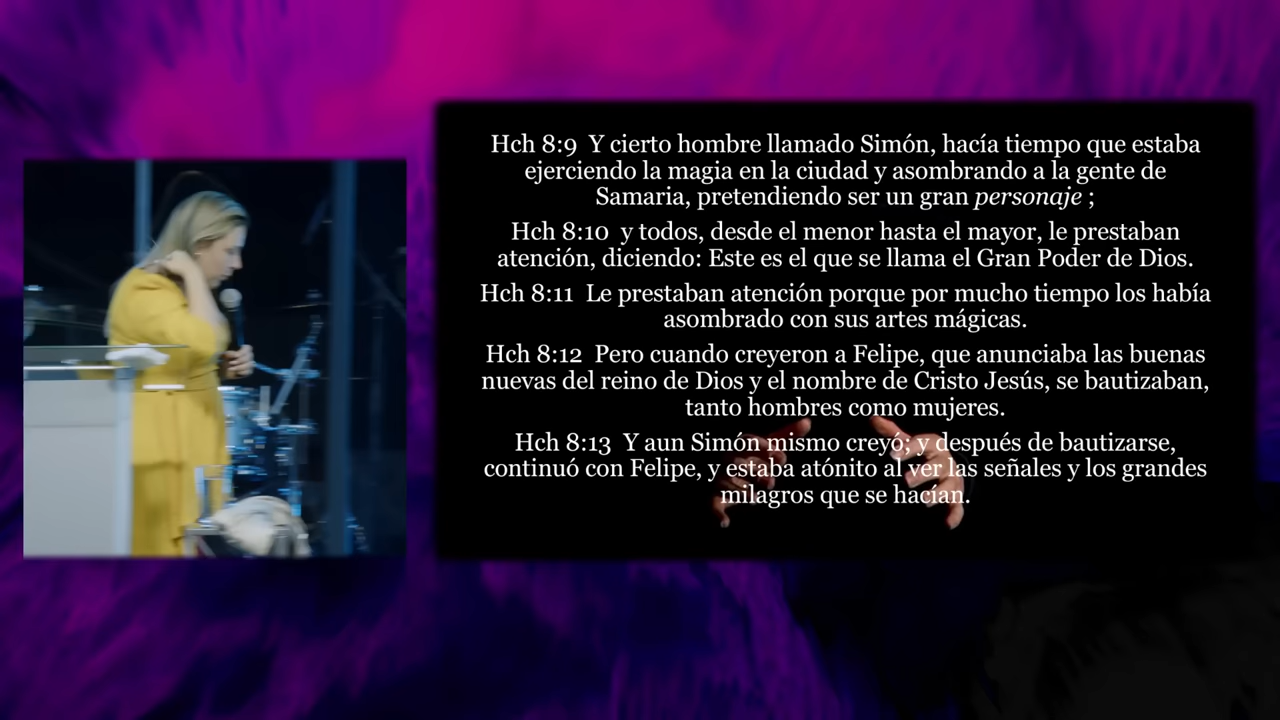 Hch 8:9 Y cierto hombre llamado Simón, hacía tiempo que estaba
ejerciendo la magia en la ciudad y asombrando a la gente de
Samaria, pretendiendo ser un gran personaje ;
Hch 8:10 y todos, desde el menor hasta el mayor, le prestaban
atención, diciendo: Este es el que se llama el Gran Poder de Dios.
Hch 8:11 Le prestaban atención porque por mucho tiempo los había
asombrado con sus artes mágicas.
Hch 8:12 Pero cuando creyeron a Felipe, que anunciaba las buenas
nuevas del reino de Dios y el nombre de Cristo Jesús, se bautizaban,
tanto hombres como mujeres.
Hch 8:13 Y aun Simón mismo creyó; y después de bautizarse,
continuó con Felipe, y estaba atónito al ver las señales y los grandes
milagros que se hacían.